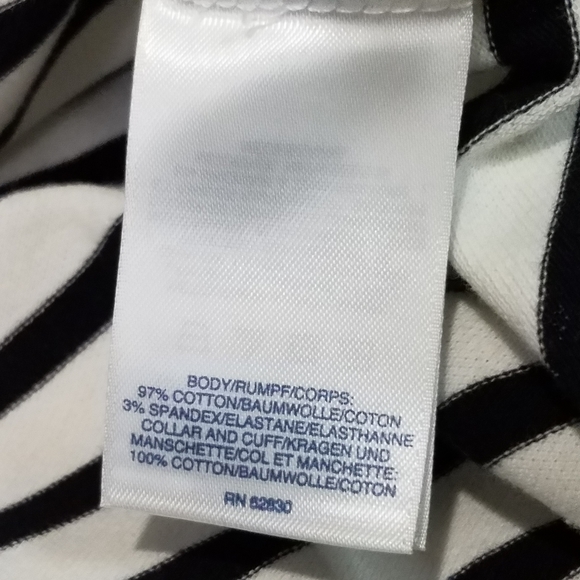 BODY/RUMPF/CORPS:
97% COTTON/BAUMWOLLE/COTON
3% SPANDEX/ELASTANE/ELASTHANNE
COLLAR AND CUFF/KRAGEN UND
MANSCHETTE/COL ET MANCHETTE:
100% COTTON/BAUMWOLLE/COTON
RN 62830